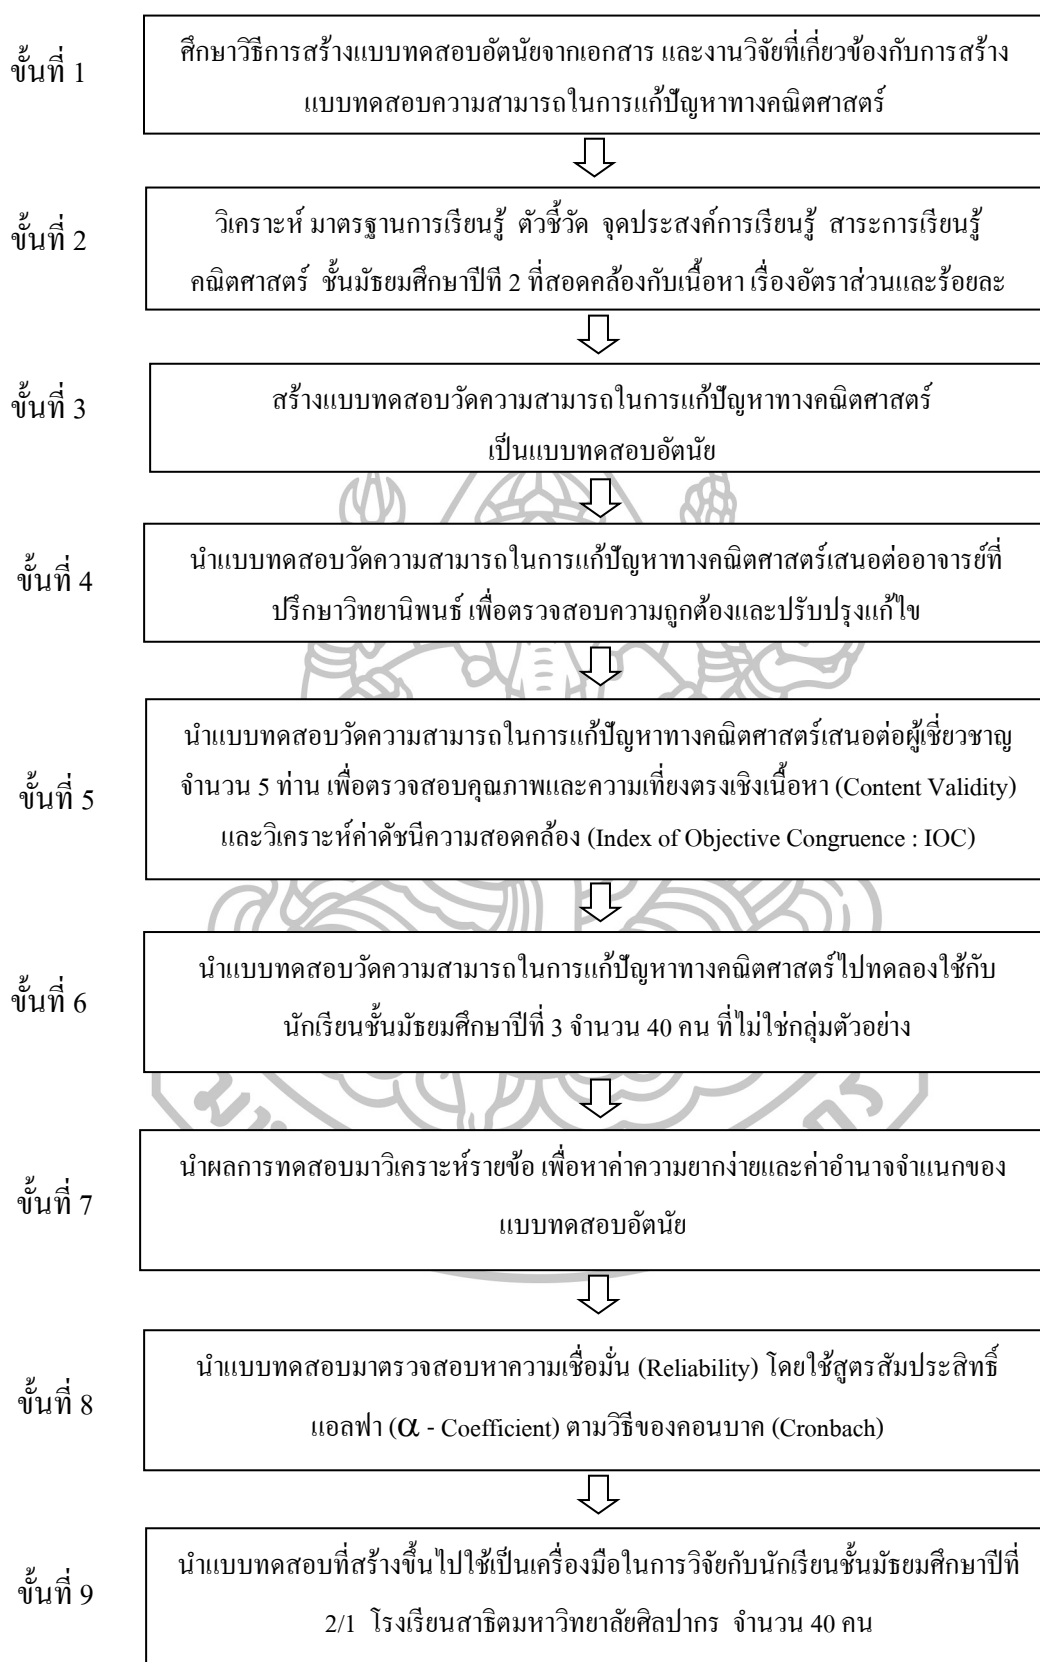 ขั้นที่ 1
ศึกษาวิธีการสร้างแบบทดสอบอัตนัยจากเอกสาร และงานวิจัยที่เกี่ยวข้องกับการสร้าง
แบบทดสอบความสามารถในการแก้ปัญหาทางคณิตศาสตร์
ขั้นที่ 2
วิเคราะห์ มาตรฐานการเรียนรู้ ตัวชี้วัด จุดประสงค์การเรียนรู้ สาระการเรียนรู้
คณิตศาสตร์ ชั้นมัธยมศึกษาปีที่ 2 ที่สอดคล้องกับเนื้อหา เรื่องอัตราส่วนและร้อยละ
ขั้นที่ 3
สร้างแบบทดสอบวัดความสามารถในการแก้ปัญหาทางคณิตศาสตร์
เป็นแบบทดสอบอัตนัย
ขั้นที่ 4
นำแบบทดสอบวัดความสามารถในการแก้ปัญหาทางคณิตศาสตร์เสนอต่ออาจารย์ที่
ปรึกษาวิทยานิพนธ์ เพื่อตรวจสอบความถูกต้องและปรับปรุงแก้ไข
ขั้นที่ 5
นำแบบทดสอบวัดความสามารถในการแก้ปัญหาทางคณิตศาสตร์เสนอต่อผู้เชี่ยวชาญ
จำนวน 5 ท่าน เพื่อตรวจสอบคุณภาพและความเที่ยงตรงเชิงเนื้อหา (Content Validity)
และวิเคราะห์ค่าดัชนีความสอดคล้อง (Index of Objective Congruence : IOC)
ขั้นที่ 6
นำแบบทดสอบวัดความสามารถในการแก้ปัญหาทางคณิตศาสตร์ไปทดลองใช้กับ
นักเรียนชั้นมัธยมศึกษาปีที่ 3 จำนวน 40 คน ที่ไม่ใช่กลุ่มตัวอย่าง
ขั้นที่ 7
นำผลการทดสอบมาวิเคราะห์รายข้อ เพื่อหาค่าความยากง่ายและค่าอำนาจจำแนกของ
แบบทดสอบอัตนัย
ขั้นที่ 8
นำแบบทดสอบมาตรวจสอบหาความเชื่อมั่น (Reliability) โดยใช้สูตรสัมประสิทธิ์
แอลฟา (α - Coefficient) ตามวิธีของคอนบาค (Cronbach)
ขั้นที่ 9
นำแบบทดสอบที่สร้างขึ้นไปใช้เป็นเครื่องมือในการวิจัยกับนักเรียนชั้นมัธยมศึกษาปีที่
2/1 โรงเรียนสาธิตมหาวิทยาลัยศิลปากร จำนวน 40 คน